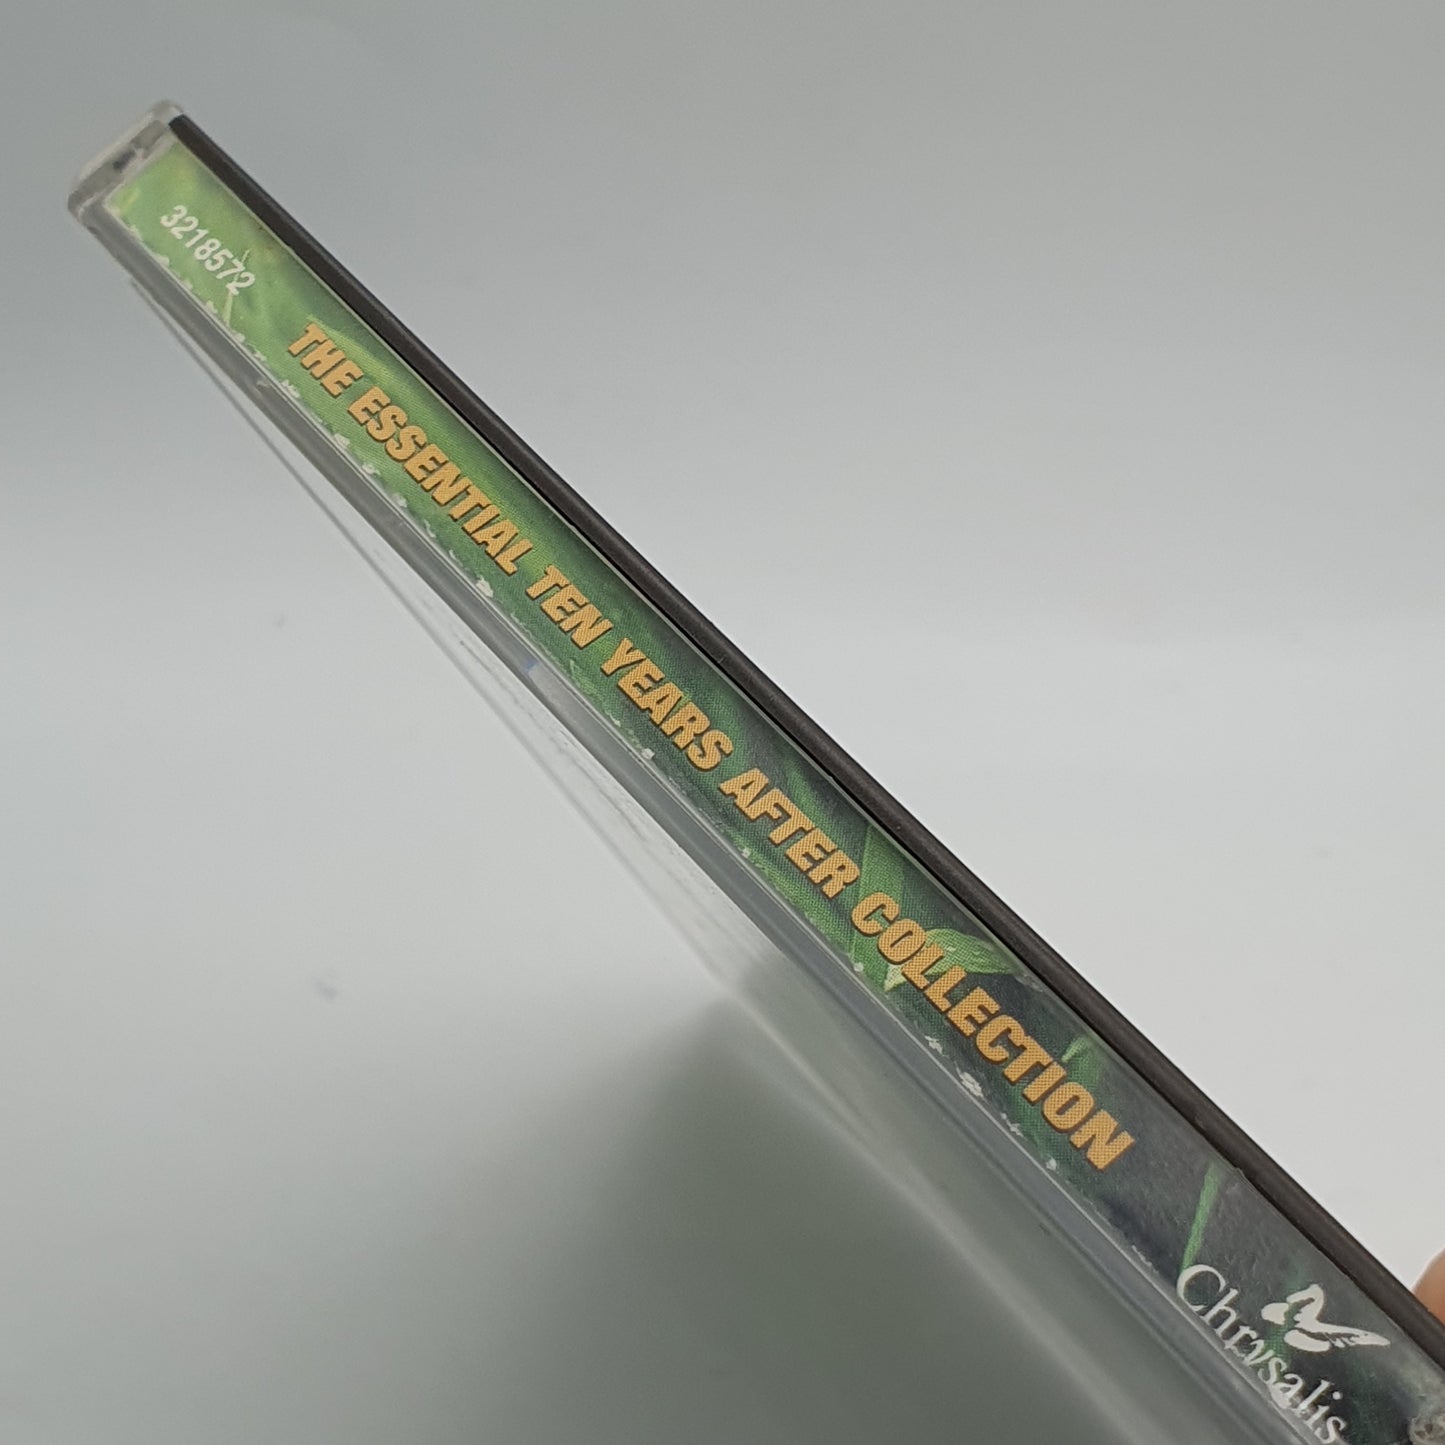 3218572
THE ESSENTIAL TEN YEARS AFTER COLLECTION
Chrysalis